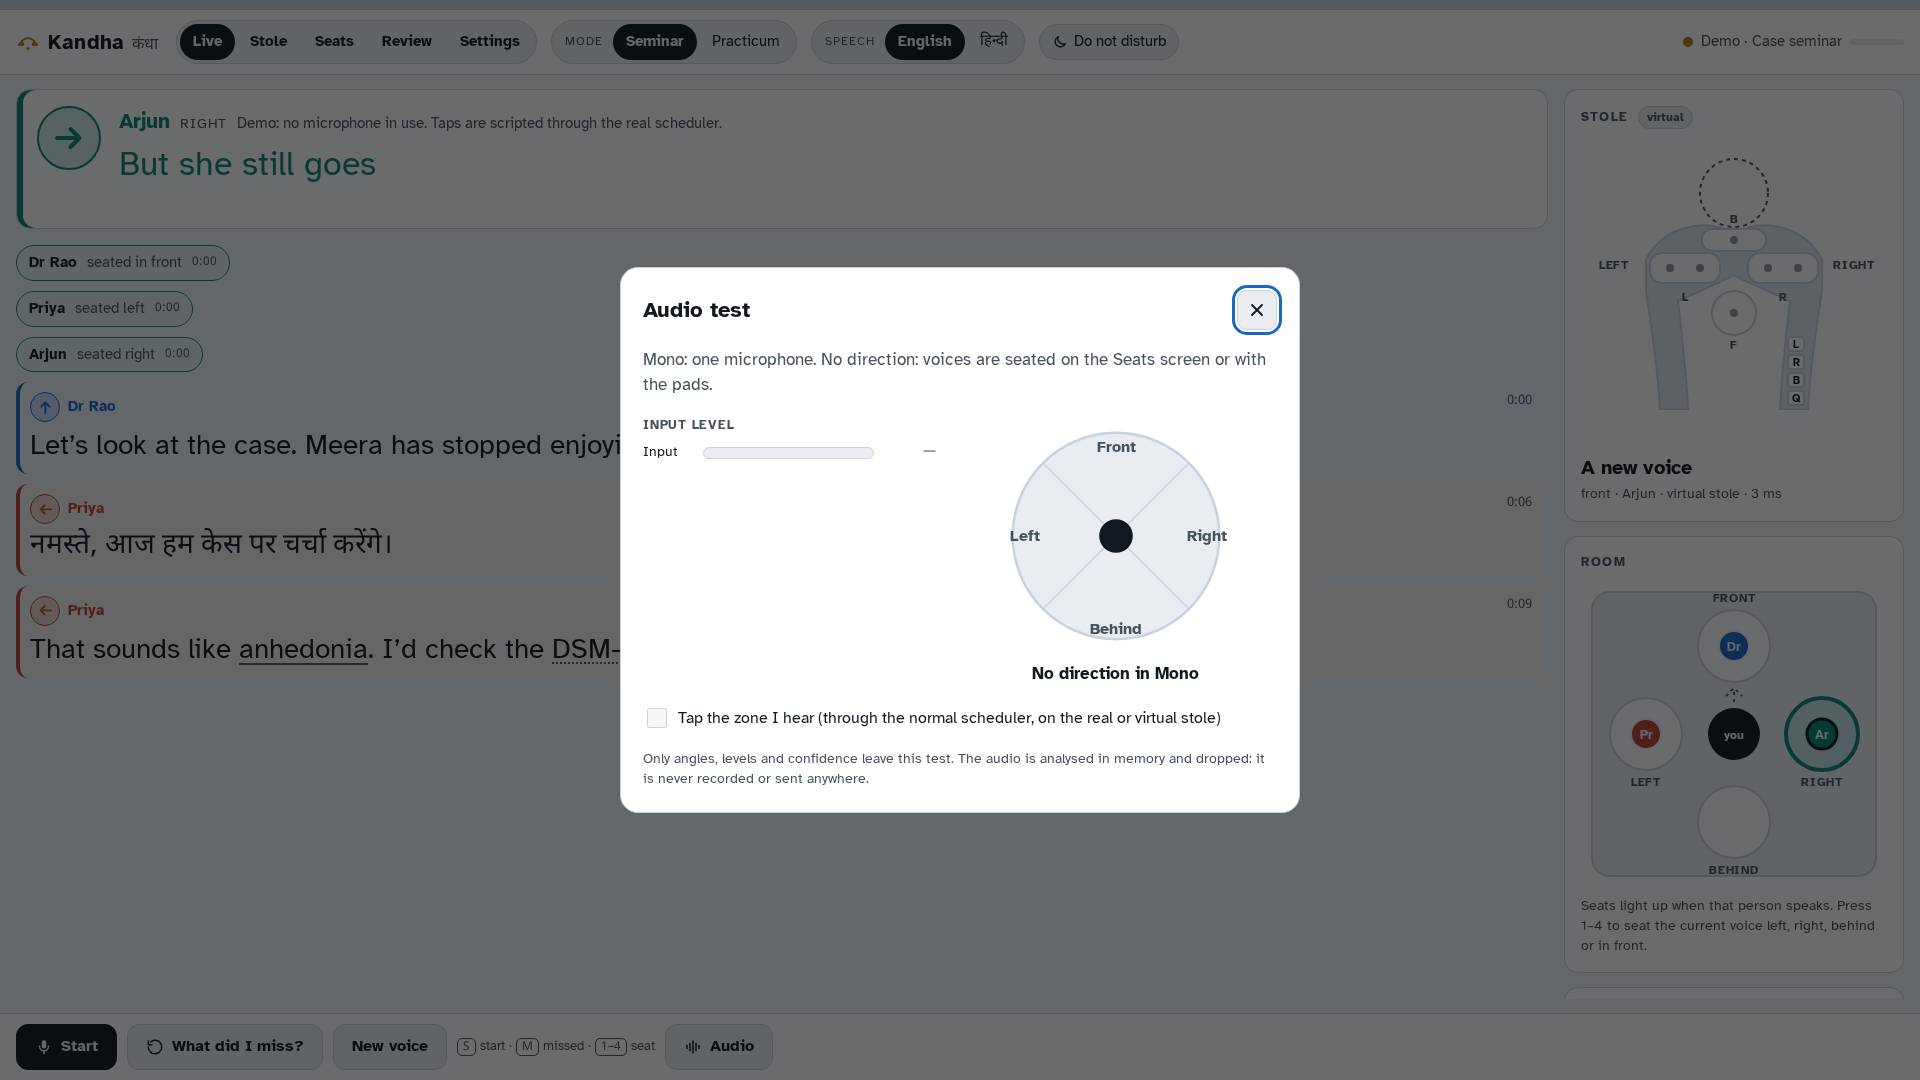 Kandha कंधा
Live Stole Seats Review Settings
MODE Seminar Practicum
SPEECH English हिन्दी
Do not disturb
Demo · Case seminar
Arjun RIGHT Demo: no microphone in use. Taps are scripted through the real scheduler.
But she still goes
Dr Rao seated in front 0:00
Priya seated left 0:00
Arjun seated right 0:00
Dr Rao 0:00
Let’s look at the case. Meera has stopped enjoyi
Priya 0:06
नमस्ते, आज हम केस पर चर्चा करेंगे।
Priya 0:09
That sounds like anhedonia. I’d check the DSM-
Audio test
Mono: one microphone. No direction: voices are seated on the Seats screen or with
the pads.
INPUT LEVEL
Input —
Front
Left Right
Behind
No direction in Mono
Tap the zone I hear (through the normal scheduler, on the real or virtual stole)
Only angles, levels and confidence leave this test. The audio is analysed in memory and dropped: it
is never recorded or sent anywhere.
STOLE virtual
B
LEFT RIGHT
L R
F
L
R
B
Q
A new voice
front · Arjun · virtual stole · 3 ms
ROOM
FRONT
Dr
Pr you Ar
LEFT RIGHT
BEHIND
Seats light up when that person speaks. Press
1–4 to seat the current voice left, right, behind
or in front.
Start What did I miss? New voice S start · M missed · 1–4 seat Audio